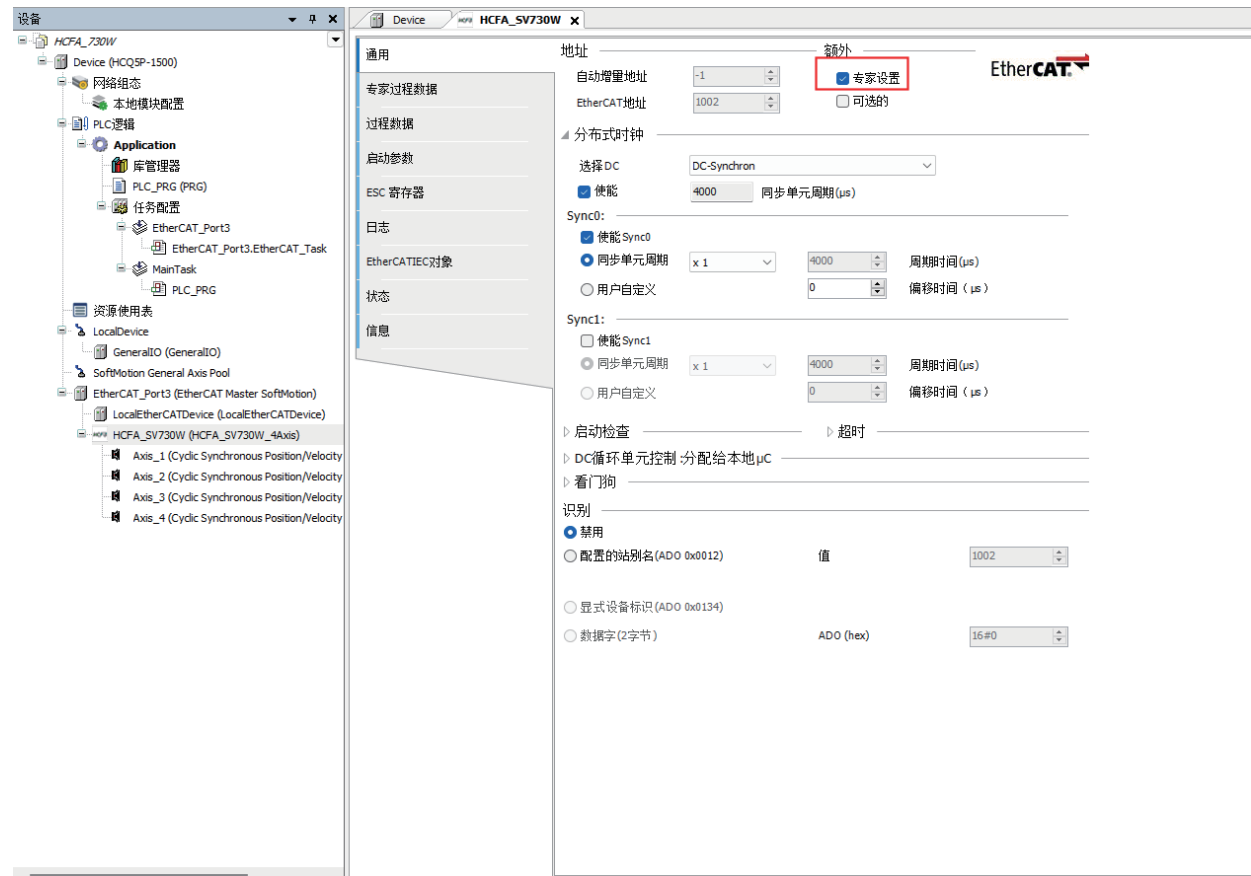 设备
HCFA_730W
Device (HCQ5P-1500)
网络组态
本地模块配置
PLC逻辑
Application
库管理器
PLC_PRG (PRG)
任务配置
EtherCAT_Port3
EtherCAT_Port3.EtherCAT_Task
MainTask
PLC_PRG
资源使用表
LocalDevice
GeneralIO (GeneralIO)
SoftMotion General Axis Pool
EtherCAT_Port3 (EtherCAT Master SoftMotion)
LocalEtherCATDevice (LocalEtherCATDevice)
HCFA_SV730W (HCFA_SV730W_4Axis)
Axis_1 (Cyclic Synchronous Position/Velocity
Axis_2 (Cyclic Synchronous Position/Velocity
Axis_3 (Cyclic Synchronous Position/Velocity
Axis_4 (Cyclic Synchronous Position/Velocity
Device HCFA_SV730W
通用
专家过程数据
过程数据
启动参数
ESC 寄存器
日志
EtherCATIEC对象
状态
信息
地址 额外
自动增量地址 -1 专家设置
EtherCAT地址 1002 可选的
EtherCAT.
分布式时钟
选择DC DC-Synchron
使能 4000 同步单元周期(μs)
Sync0:
使能Sync0
同步单元周期 x 1 4000 周期时间(μs)
用户自定义 0 偏移时间（μs）
Sync1:
使能Sync1
同步单元周期 x 1 4000 周期时间(μs)
用户自定义 0 偏移时间（μs）
启动检查 超时
DC循环单元控制:分配给本地μC
看门狗
识别
禁用
配置的站别名(ADO 0x0012) 值 1002
显式设备标识(ADO 0x0134)
数据字(2字节) ADO (hex) 16#0